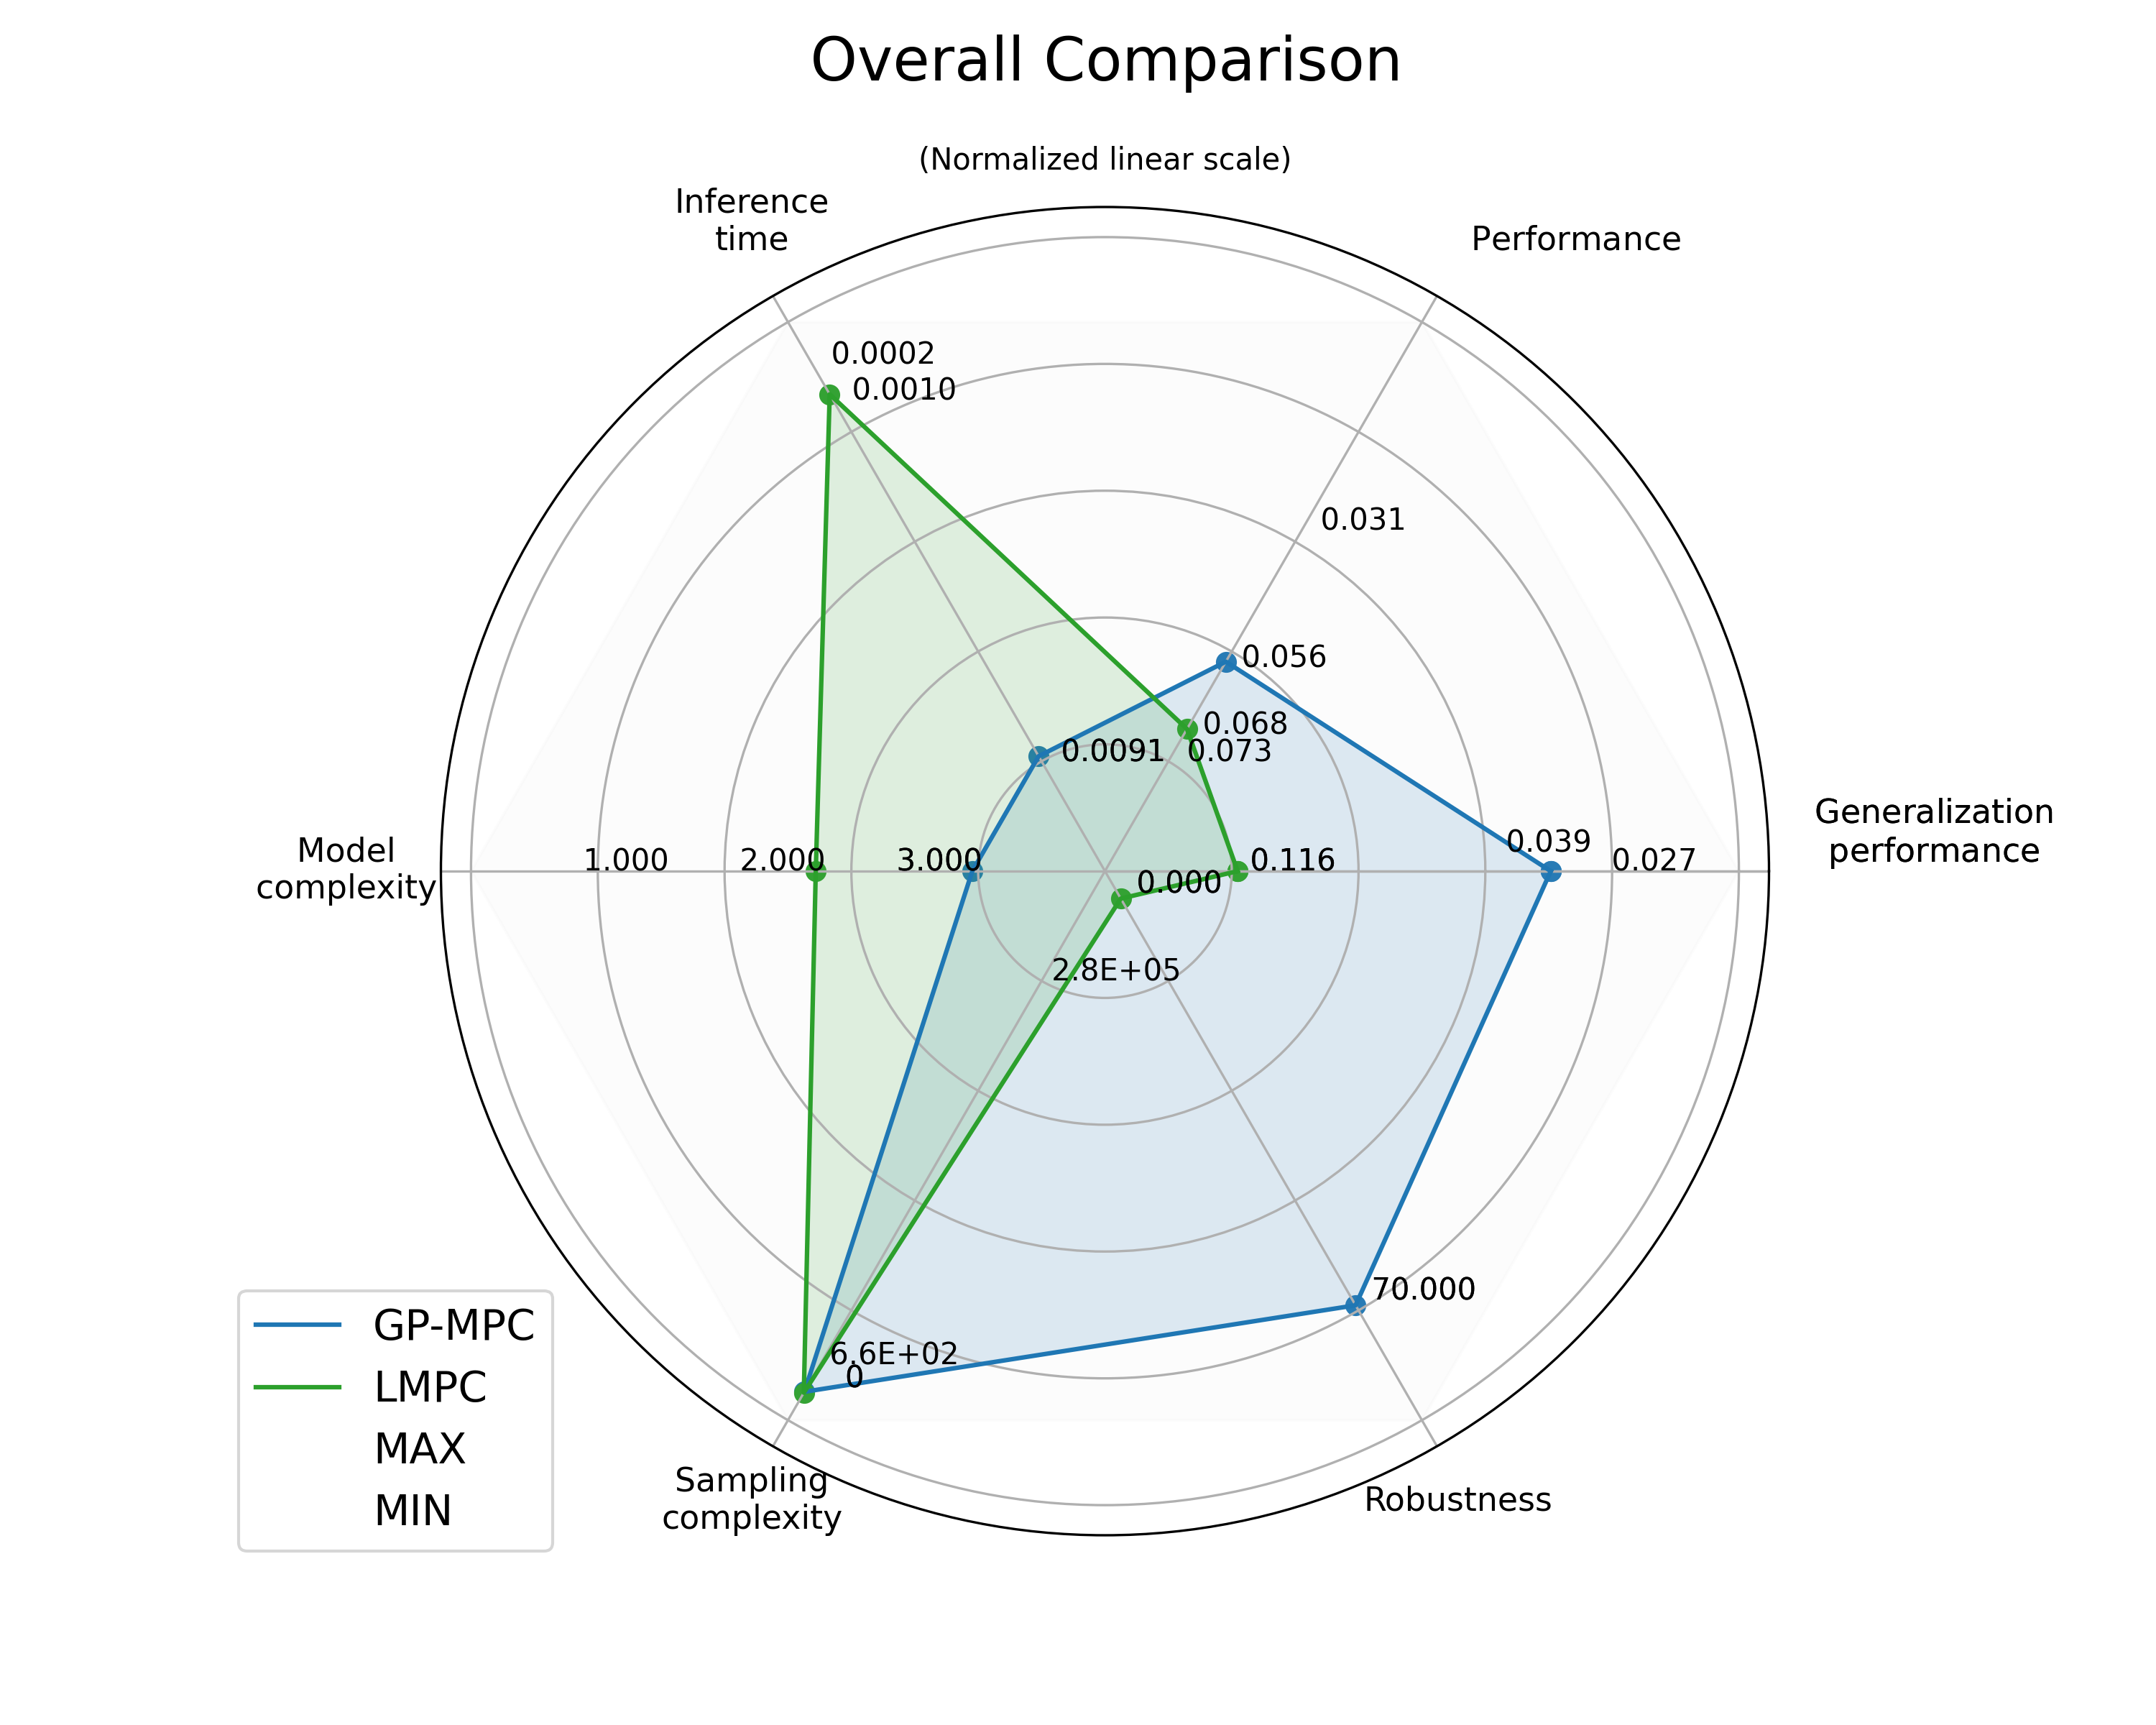 Overall Comparison
(Normalized linear scale)
Inference
time
Performance
0.0002
0.0010
0.031
0.056
0.068
0.0091
0.073
Generalization
performance
Model
complexity
1.000
2.000
3.000
0.039
0.116
0.027
0.000
2.8E+05
70.000
6.6E+02
0
GP-MPC
LMPC
MAX
MIN
Sampling
complexity
Robustness